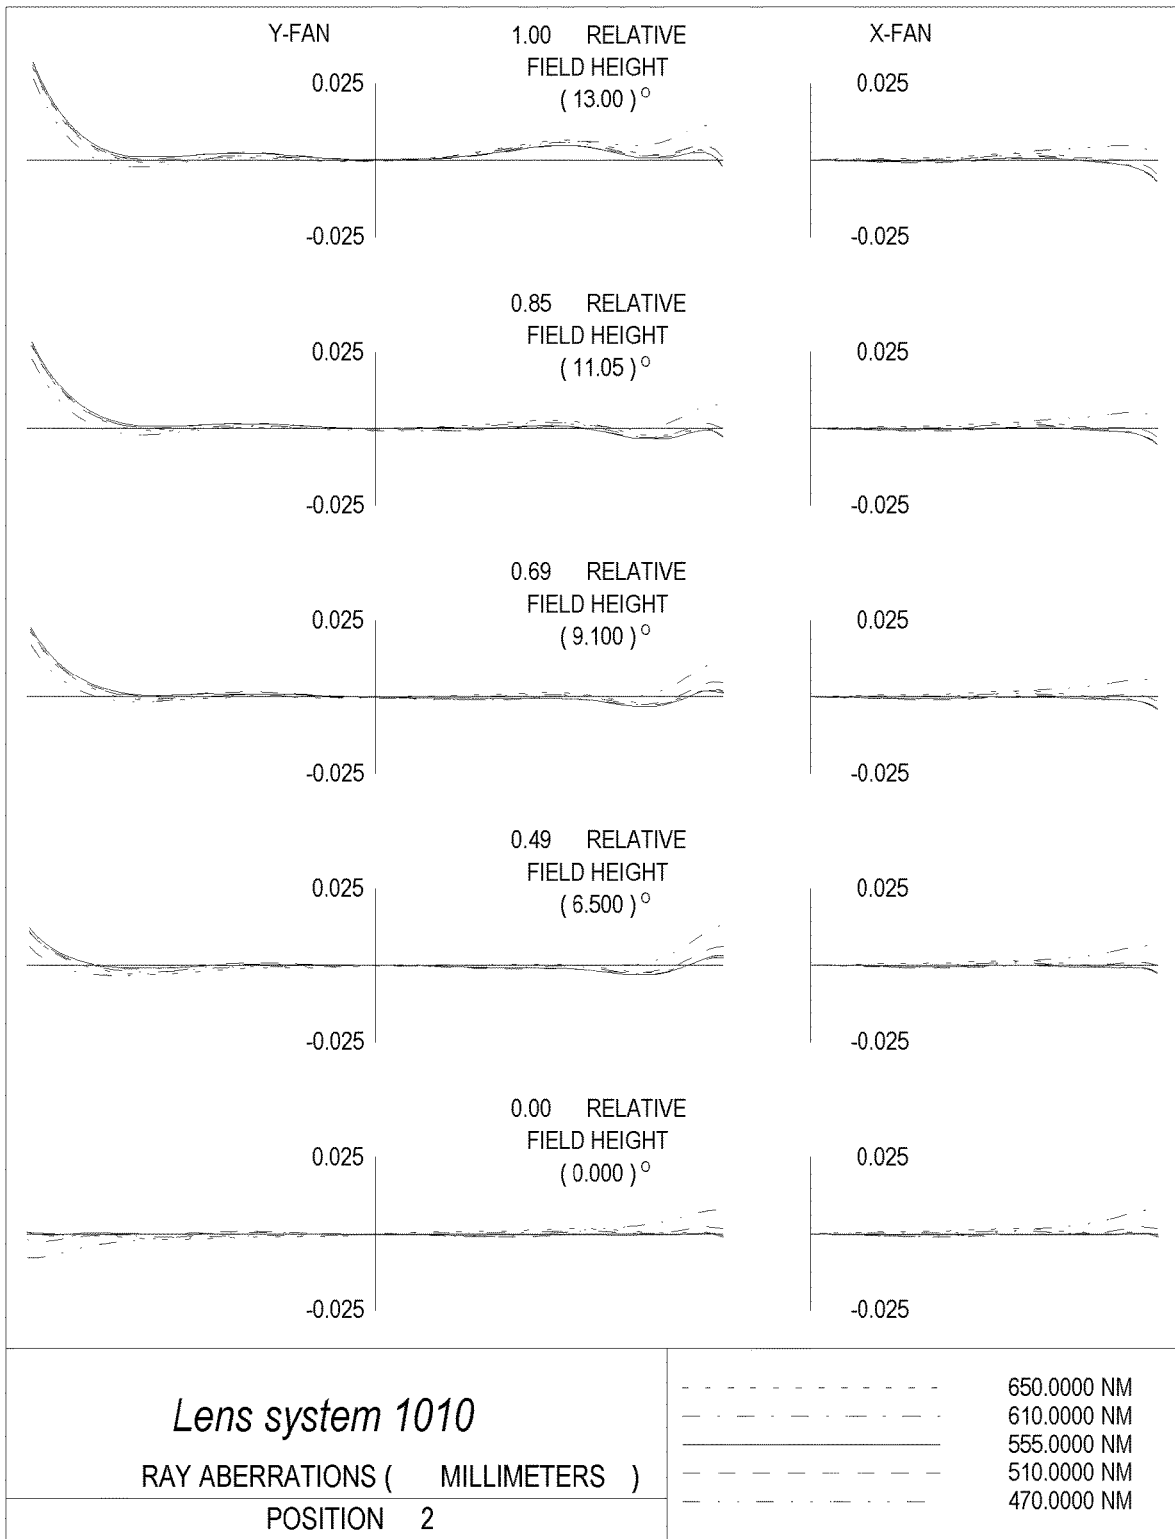 Y-FAN
1.00 RELATIVE
FIELD HEIGHT
( 13.00 ) O
X-FAN
0.025
-0.025
0.025
-0.025
0.85 RELATIVE
FIELD HEIGHT
( 11.05 ) O
0.025
-0.025
0.025
-0.025
0.69 RELATIVE
FIELD HEIGHT
( 9.100 ) O
0.025
-0.025
0.025
-0.025
0.49 RELATIVE
FIELD HEIGHT
( 6.500 ) O
0.025
-0.025
0.025
-0.025
0.00 RELATIVE
FIELD HEIGHT
( 0.000 ) O
0.025
-0.025
0.025
-0.025
Lens system 1010
RAY ABERRATIONS ( MILLIMETERS )
POSITION 2
650.0000 NM
610.0000 NM
555.0000 NM
510.0000 NM
470.0000 NM